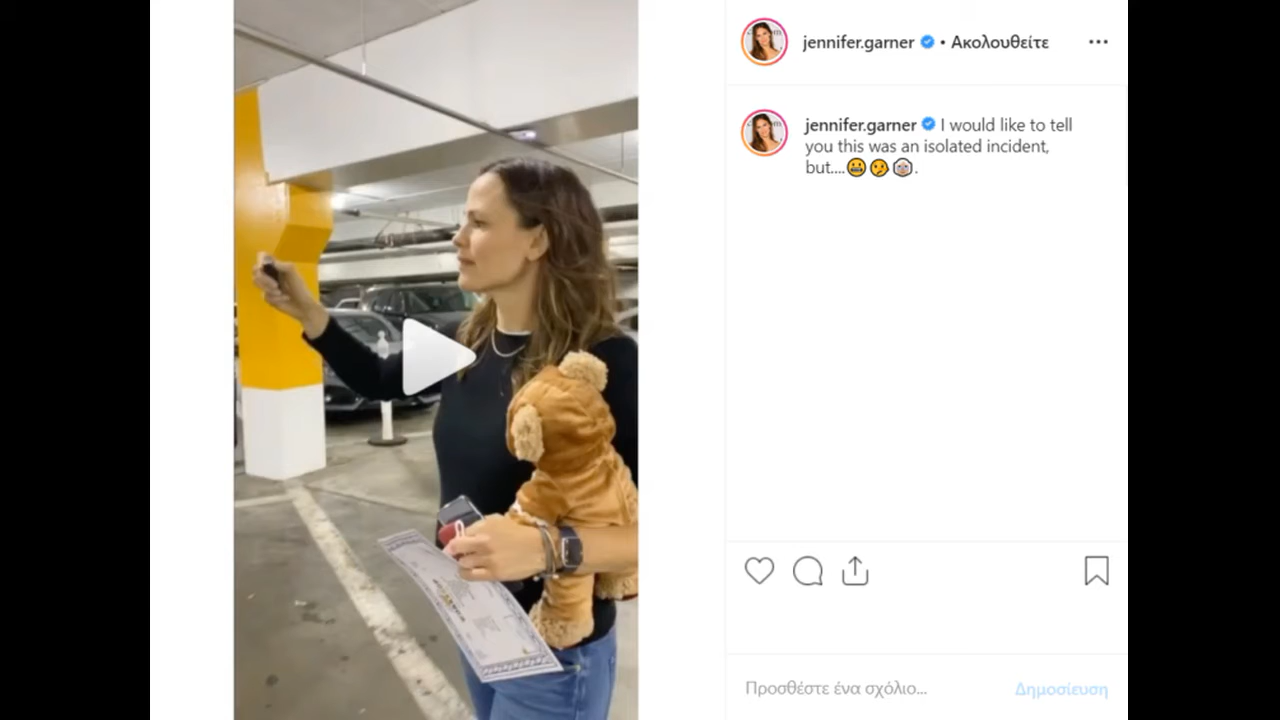 jennifer.garner • Ακολουθείτε
jennifer.garner I would like to tell
you this was an isolated incident,
but....😬🤔👵🏼.
Προσθέστε ένα σχόλιο...
Δημοσίευση